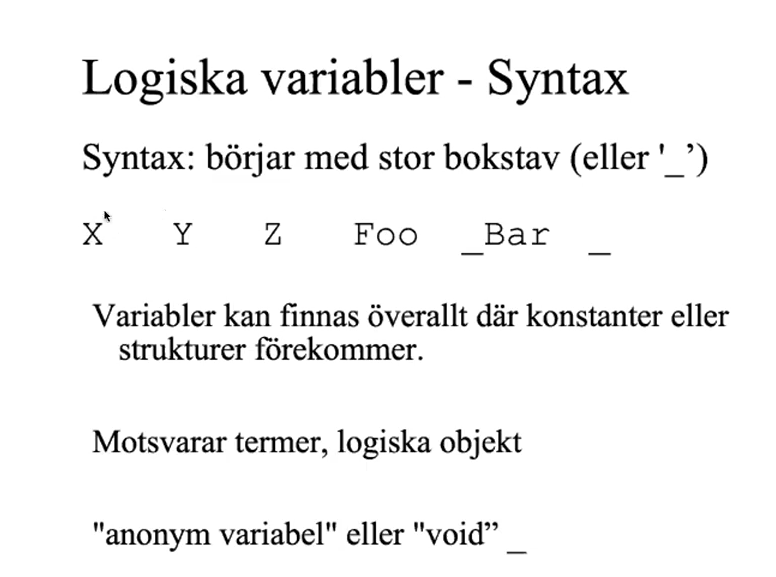 Logiska variabler - Syntax
Syntax: börjar med stor bokstav (eller '_’)
X Y Z Foo _Bar _
Variabler kan finnas överallt där konstanter eller
strukturer förekommer.
Motsvarar termer, logiska objekt
"anonym variabel" eller "void” _